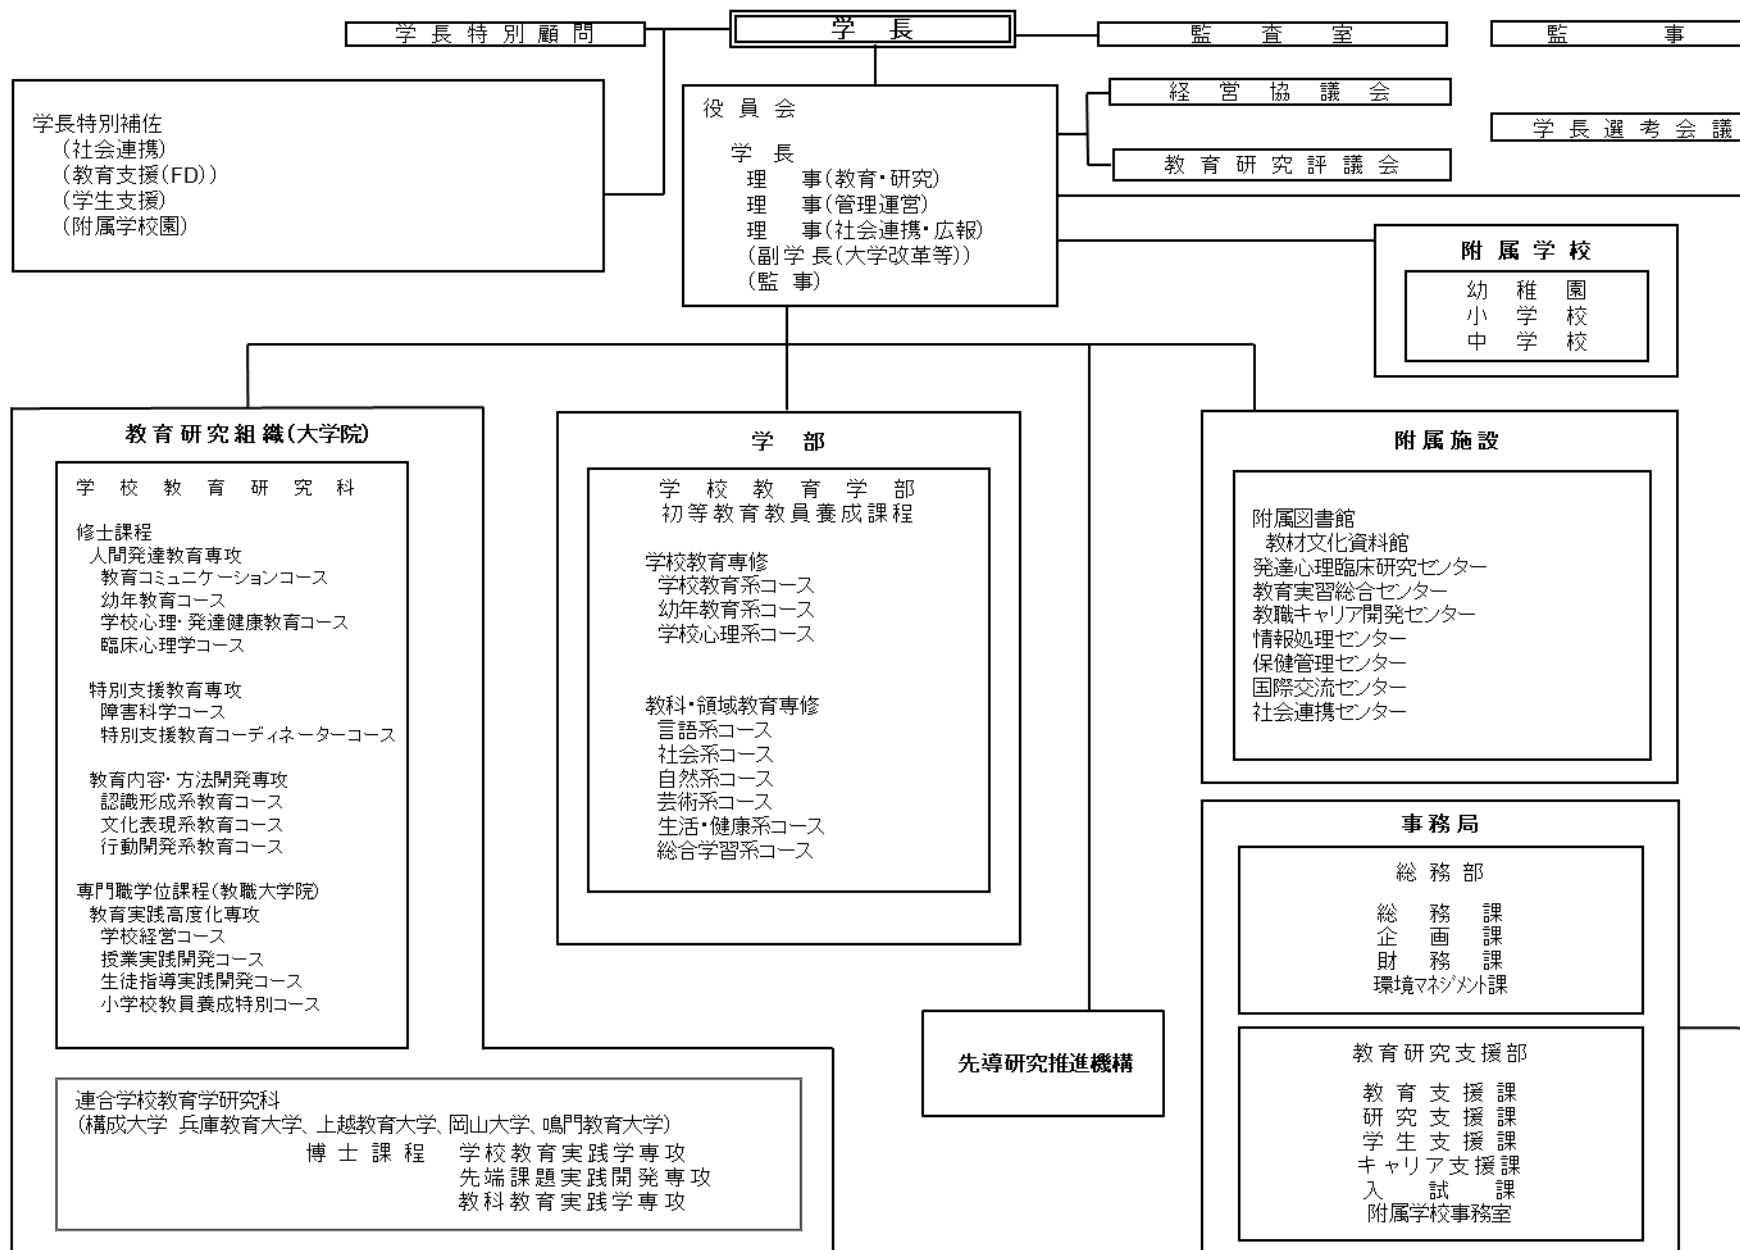 学長
学長特別顧問
監査室
監事
学長特別補佐
(社会連携)
(教育支援(FD))
(学生支援)
(附属学校園)
役員会
学長
理事(教育・研究)
理事(管理運営)
理事(社会連携・広報)
(副学長(大学改革等))
(監事)
経営協議会
教育研究評議会
学長選考会議
附属学校
幼稚園
小学校
中学校
教育研究組織(大学院)
学校教育研究科
修士課程
人間発達教育専攻
教育コミュニケーションコース
幼年教育コース
学校心理・発達健康教育コース
臨床心理学コース
特別支援教育専攻
障害科学コース
特別支援教育コーディネーターコース
教育内容・方法開発専攻
認識形成系教育コース
文化表現系教育コース
行動開発系教育コース
専門職学位課程(教職大学院)
教育実践高度化専攻
学校経営コース
授業実践開発コース
生徒指導実践開発コース
小学校教員養成特別コース
連合学校教育学研究科
(構成大学 兵庫教育大学、上越教育大学、岡山大学、鳴門教育大学)
博士課程 学校教育実践学専攻
先端課題実践開発専攻
教科教育実践学専攻
学部
学校教育学部
初等教育教員養成課程
学校教育専修
学校教育系コース
幼年教育系コース
学校心理系コース
教科・領域教育専修
言語系コース
社会系コース
自然系コース
芸術系コース
生活・健康系コース
総合学習系コース
先導研究推進機構
附属施設
附属図書館
教材文化資料館
発達心理臨床研究センター
教育実習総合センター
教職キャリア開発センター
情報処理センター
保健管理センター
国際交流センター
社会連携センター
事務局
総務部
総務課
企画課
財務課
環境マネジメント課
教育研究支援部
教育支援課
研究支援課
学生支援課
キャリア支援課
入試課
附属学校事務室